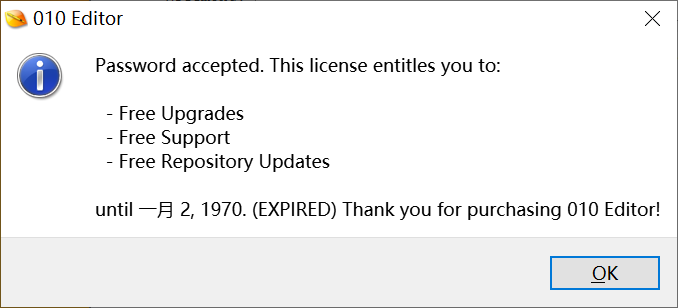 010 Editor
Password accepted. This license entitles you to:
- Free Upgrades
- Free Support
- Free Repository Updates
until 一月 2, 1970. (EXPIRED) Thank you for purchasing 010 Editor!
OK